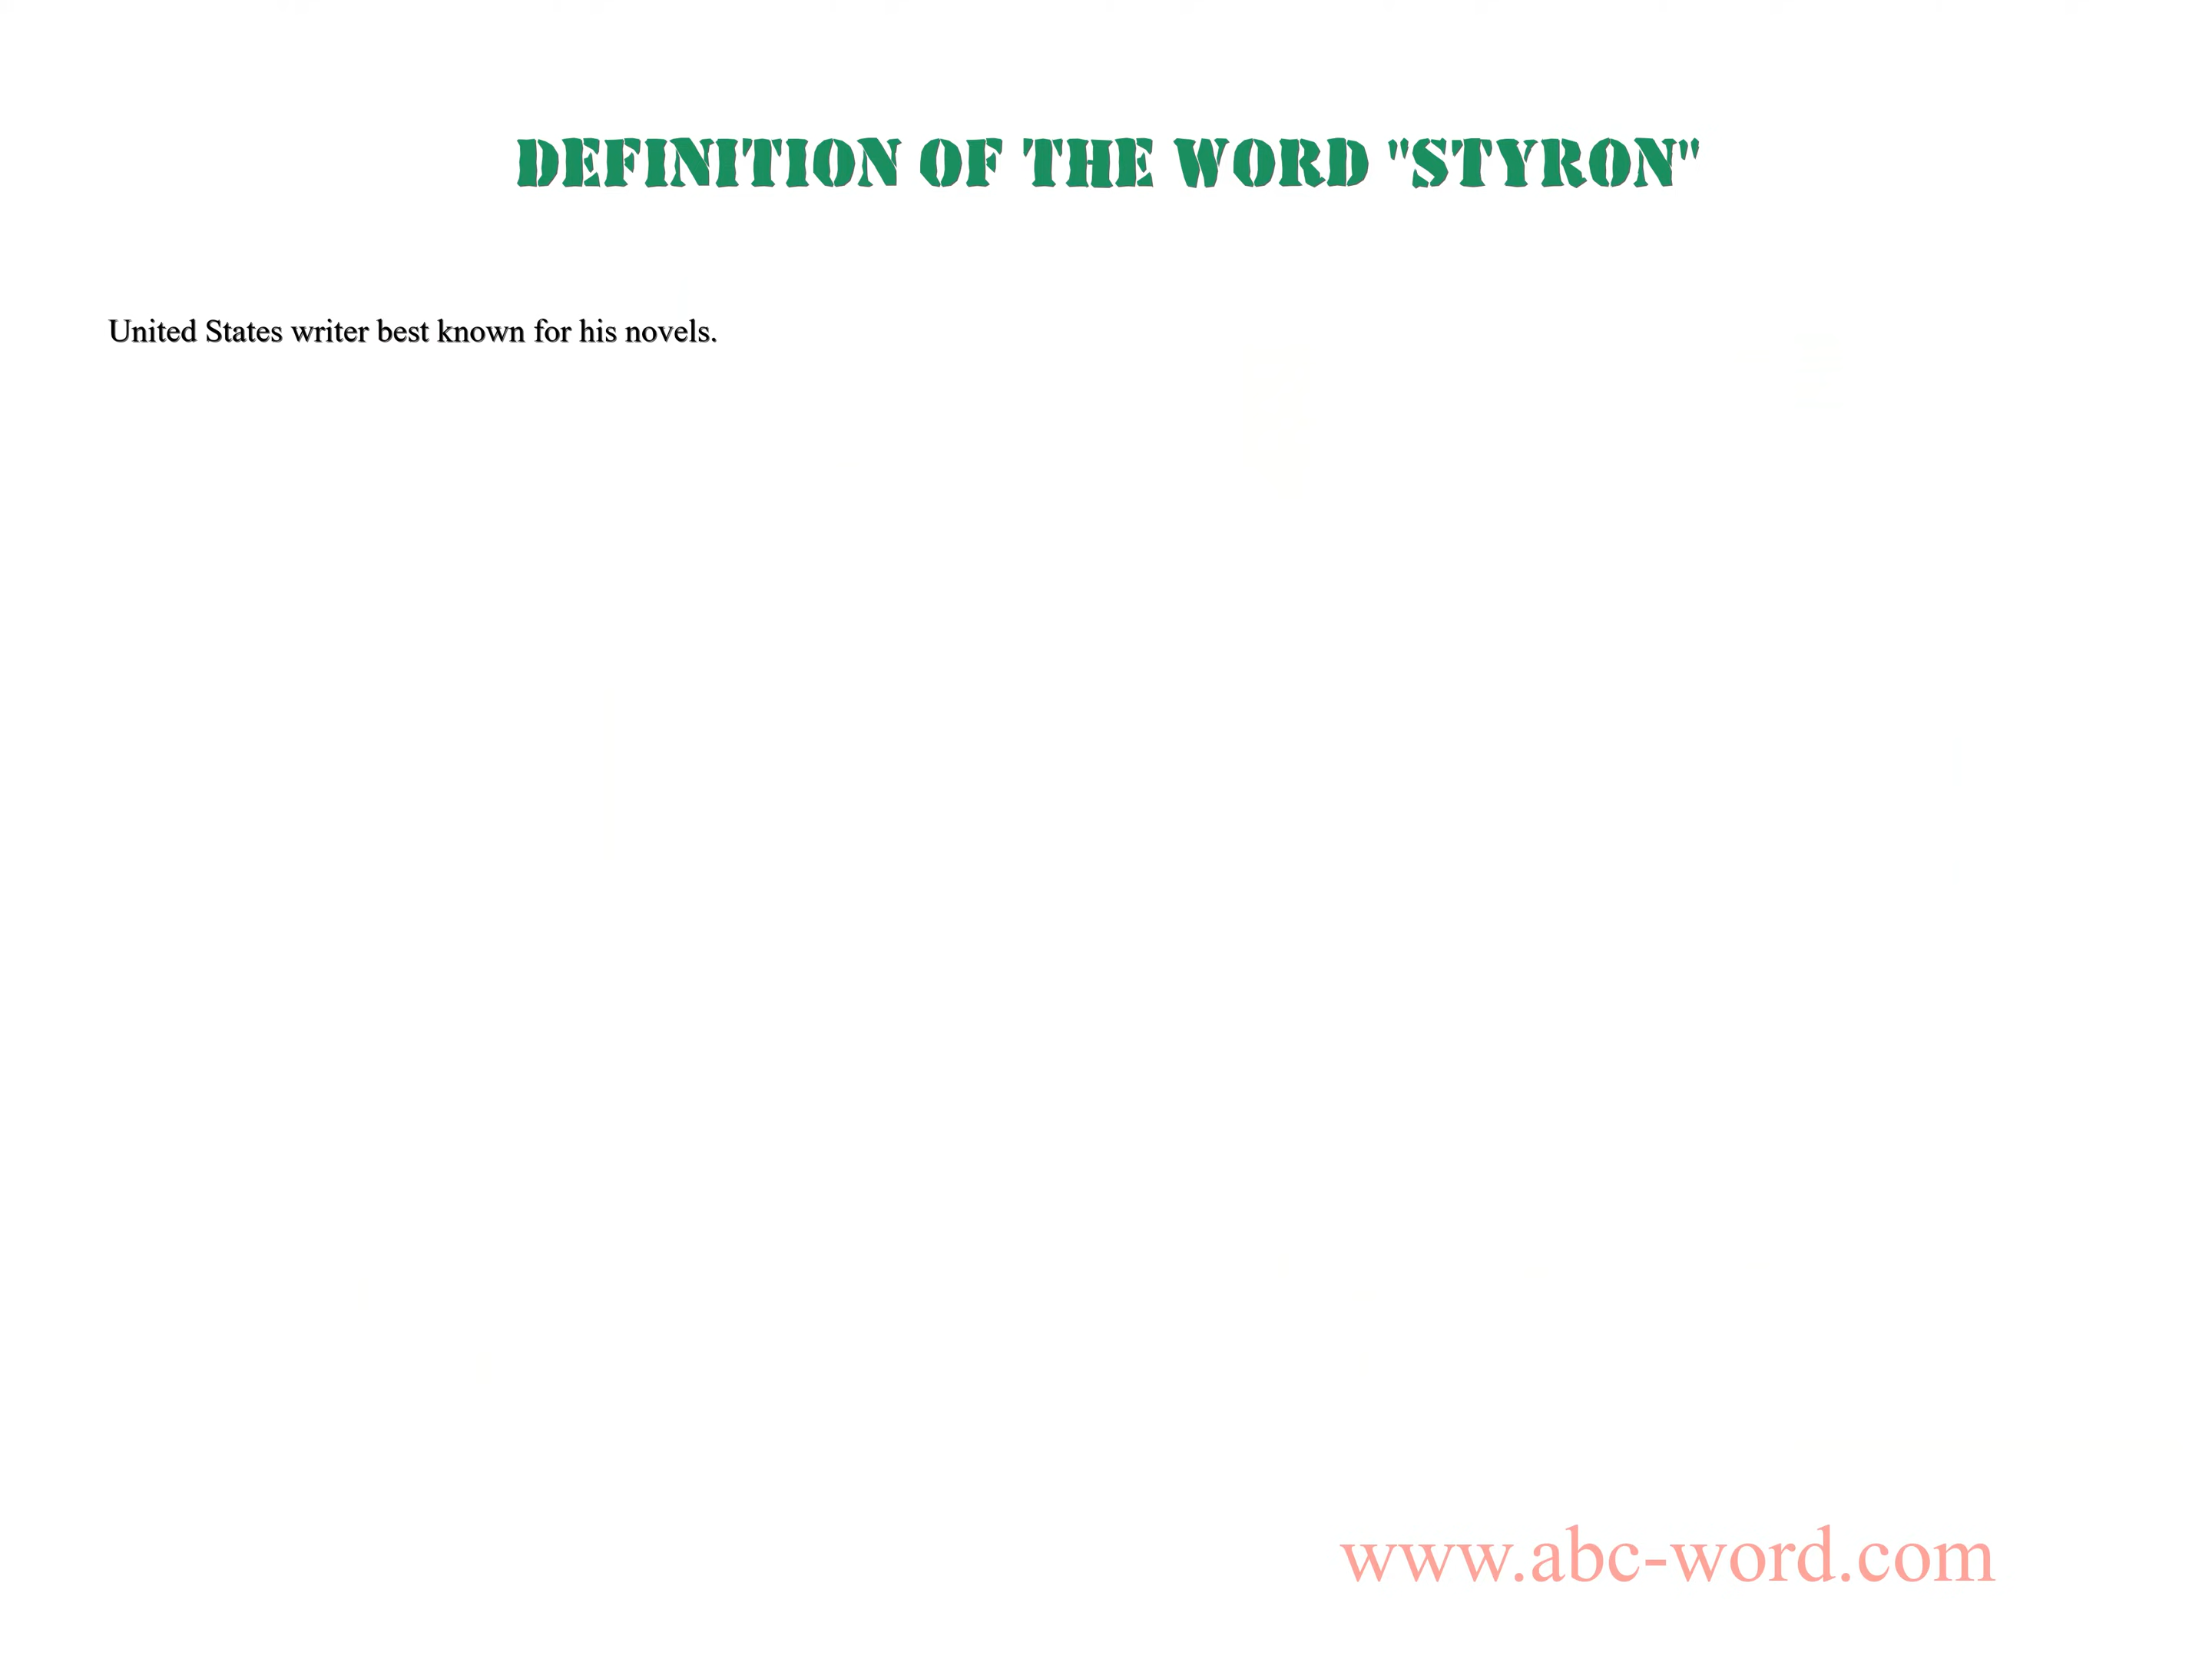 DEFINITION OF THE WORD "STYRON"
United States writer best known for his novels.
www.abc-word.com